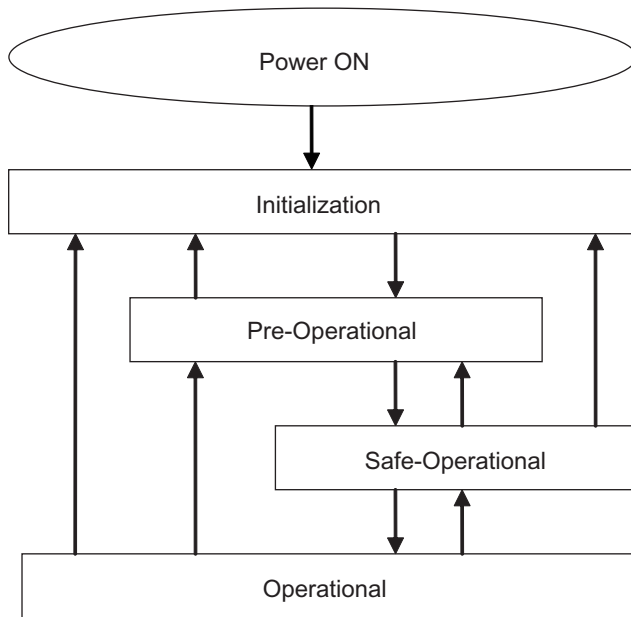 Power ON
Initialization
Pre-Operational
Safe-Operational
Operational